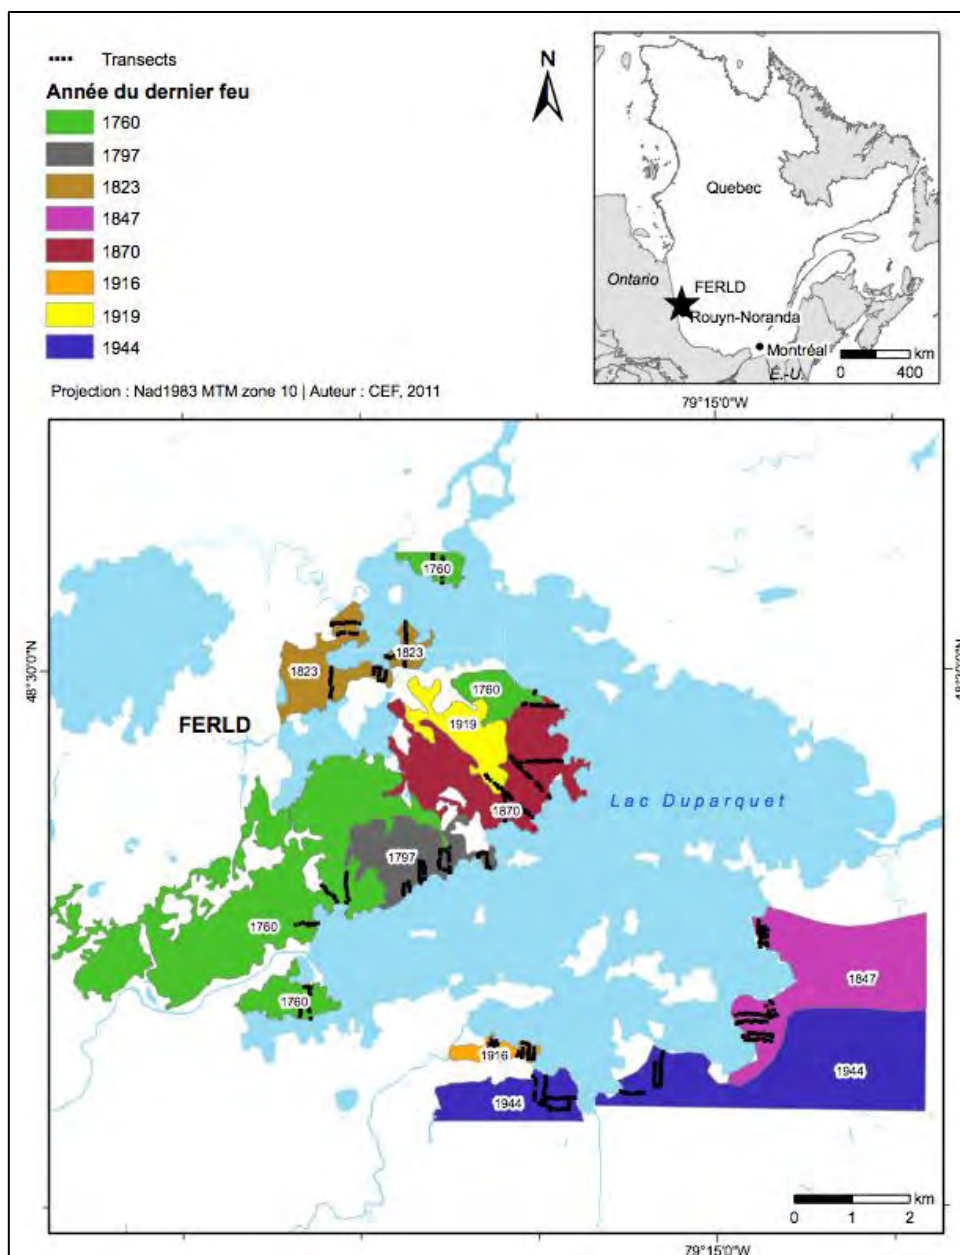 Transects
Année du dernier feu
1760
1797
1823
1847
1870
1916
1919
1944
Projection : Nad1983 MTM zone 10 | Auteur : CEF, 2011
N
Quebec
Ontario
FERLD
Rouyn-Noranda
Montréal
É.-U.
km
0 400
79°15'0"W
48°30'0"N
48°30'0"N
1760
1823
1823
1760
FERLD
1919
Lac Duparquet
1870
1797
1760
1847
1760
1916
1944
1944
km
0 1 2
79°15'0"W